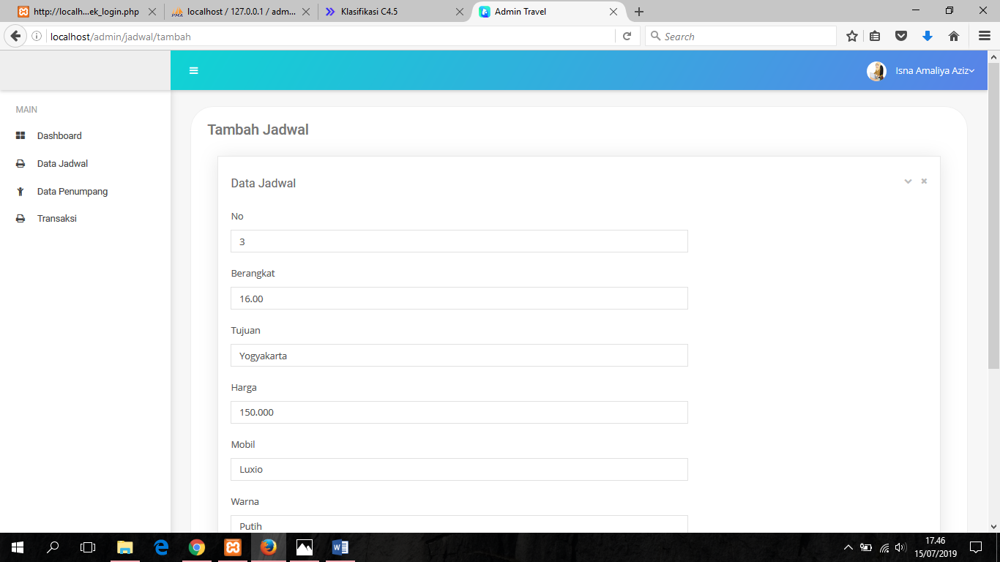 http://localh...ek_login.php
localhost / 127.0.0.1 / adm...
Klasifikasi C4.5
Admin Travel
localhost/admin/jadwal/tambah
Search
Isna Amaliya Aziz
MAIN
Dashboard
Data Jadwal
Data Penumpang
Transaksi
Tambah Jadwal
Data Jadwal
No
3
Berangkat
16.00
Tujuan
Yogyakarta
Harga
150.000
Mobil
Luxio
Warna
Putih
17.46
15/07/2019